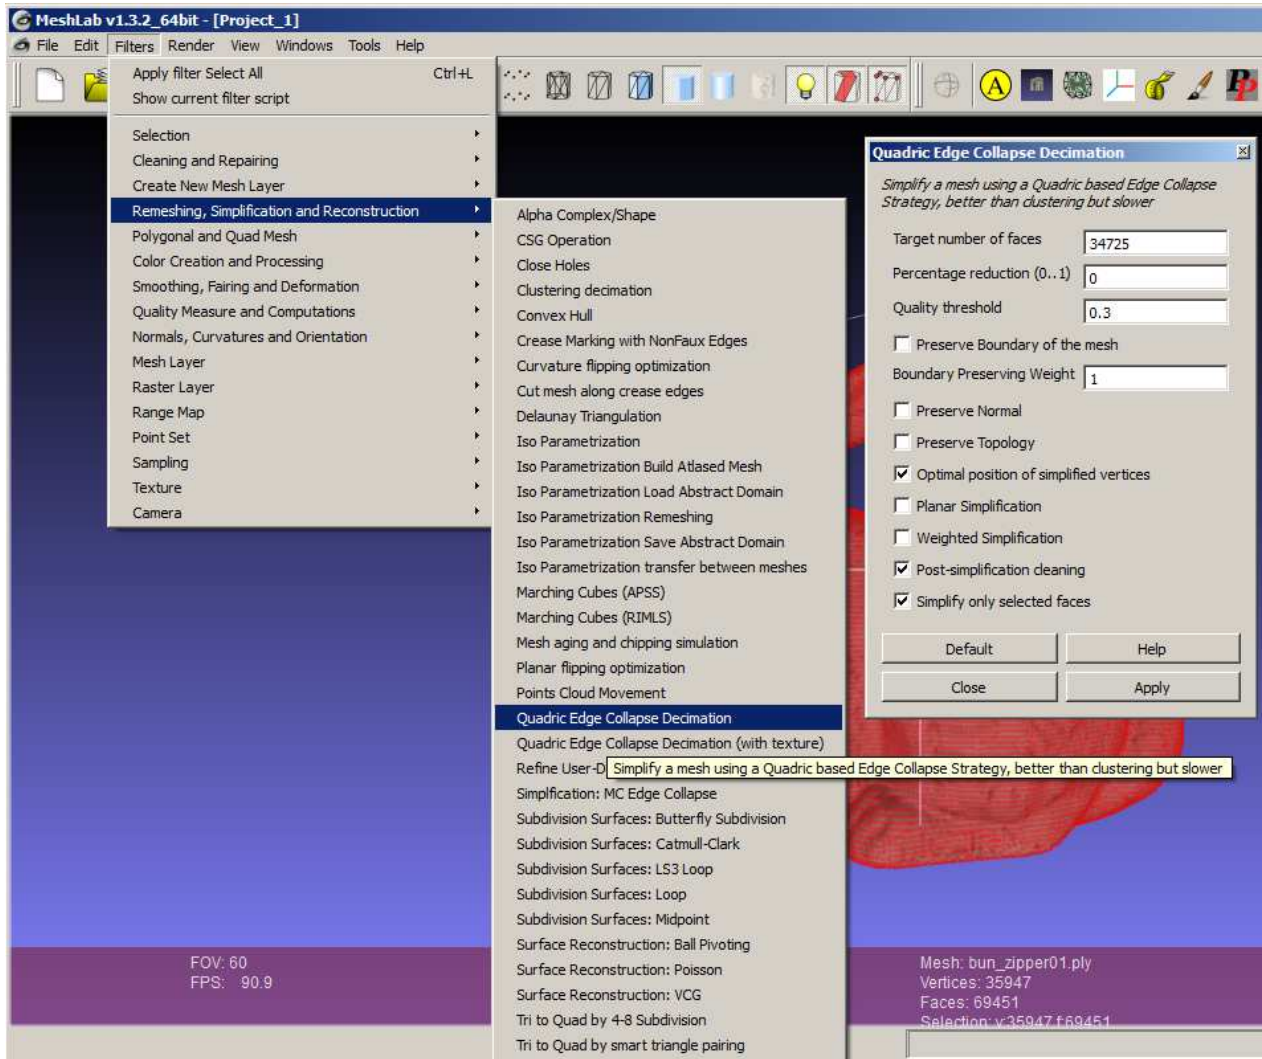 MeshLab v1.3.2_64bit - [Project_1]
File Edit Filters Render View Windows Tools Help
Apply filter Select All Ctrl+L
Show current filter script
Selection
Cleaning and Repairing
Create New Mesh Layer
Remeshing, Simplification and Reconstruction
Polygonal and Quad Mesh
Color Creation and Processing
Smoothing, Fairing and Deformation
Quality Measure and Computations
Normals, Curvatures and Orientation
Mesh Layer
Raster Layer
Range Map
Point Set
Sampling
Texture
Camera
Alpha Complex/Shape
CSG Operation
Close Holes
Clustering decimation
Convex Hull
Crease Marking with NonFaux Edges
Curvature flipping optimization
Cut mesh along crease edges
Delaunay Triangulation
Iso Parametrization
Iso Parametrization Build Atlased Mesh
Iso Parametrization Load Abstract Domain
Iso Parametrization Remeshing
Iso Parametrization Save Abstract Domain
Iso Parametrization transfer between meshes
Marching Cubes (APSS)
Marching Cubes (RIMLS)
Mesh aging and chipping simulation
Planar flipping optimization
Points Cloud Movement
Quadric Edge Collapse Decimation
Quadric Edge Collapse Decimation (with texture)
Refine User-D
Simplify a mesh using a Quadric based Edge Collapse Strategy, better than clustering but slower
Simplfication: MC Edge Collapse
Subdivision Surfaces: Butterfly Subdivision
Subdivision Surfaces: Catmull-Clark
Subdivision Surfaces: LS3 Loop
Subdivision Surfaces: Loop
Subdivision Surfaces: Midpoint
Surface Reconstruction: Ball Pivoting
Surface Reconstruction: Poisson
Surface Reconstruction: VCG
Tri to Quad by 4-8 Subdivision
Tri to Quad by smart triangle pairing
A
Pp
Quadric Edge Collapse Decimation
Simplify a mesh using a Quadric based Edge Collapse
Strategy, better than clustering but slower
Target number of faces 34725
Percentage reduction (0..1) 0
Quality threshold 0.3
Preserve Boundary of the mesh
Boundary Preserving Weight 1
Preserve Normal
Preserve Topology
Optimal position of simplified vertices
Planar Simplification
Weighted Simplification
Post-simplification cleaning
Simplify only selected faces
Default Help
Close Apply
FOV: 60
FPS: 90.9
Mesh: bun_zipper01.ply
Vertices: 35947
Faces: 69451
Selection: v:35947 f:69451